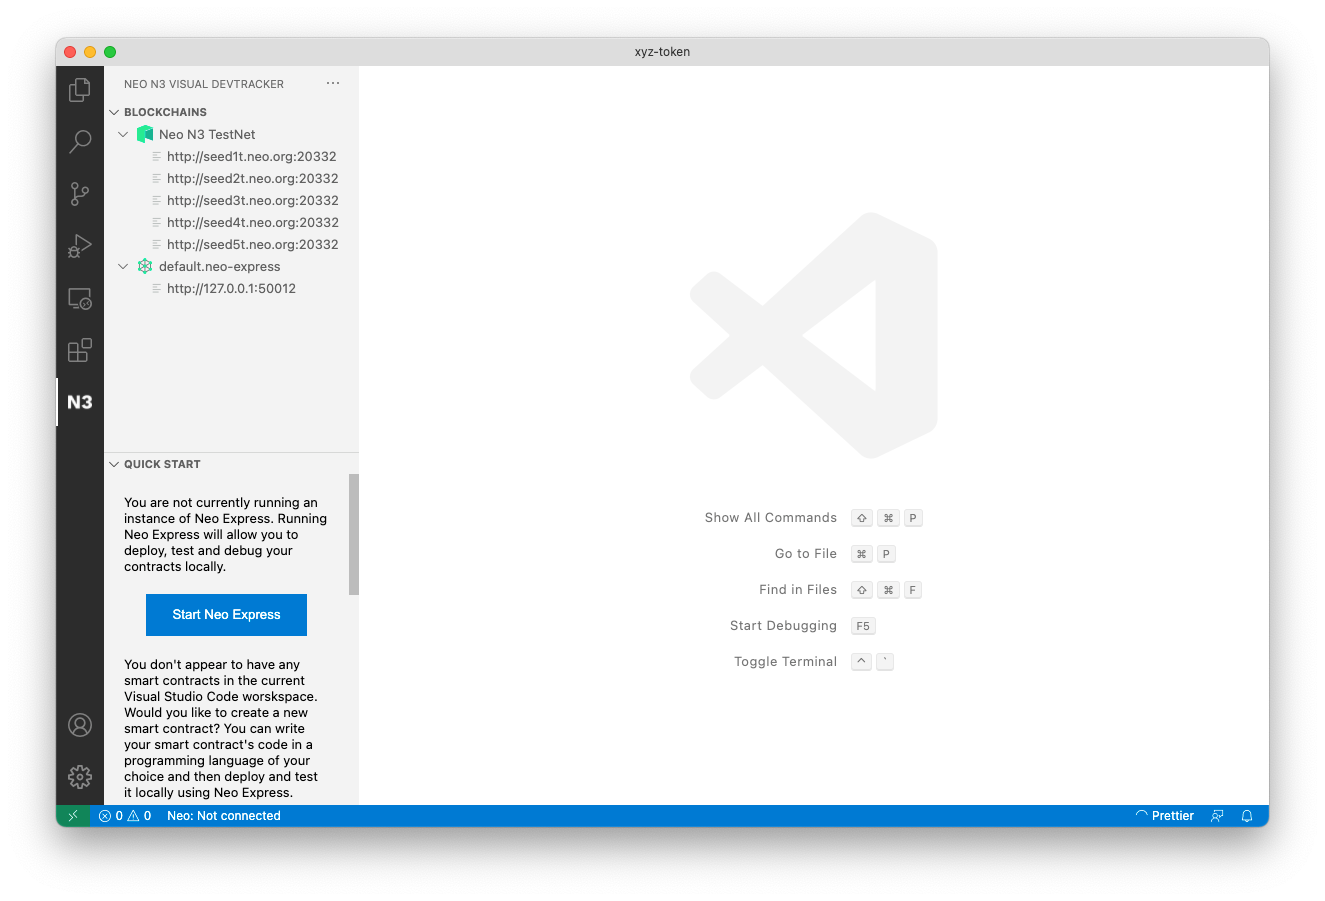 xyz-token
NEO N3 VISUAL DEVTRACKER
BLOCKCHAINS
Neo N3 TestNet
http://seed1t.neo.org:20332
http://seed2t.neo.org:20332
http://seed3t.neo.org:20332
http://seed4t.neo.org:20332
http://seed5t.neo.org:20332
default.neo-express
http://127.0.0.1:50012
N3
QUICK START
You are not currently running an
instance of Neo Express. Running
Neo Express will allow you to
deploy, test and debug your
contracts locally.
Start Neo Express
You don't appear to have any
smart contracts in the current
Visual Studio Code worskspace.
Would you like to create a new
smart contract? You can write
your smart contract's code in a
programming language of your
choice and then deploy and test
it locally using Neo Express.
Show All Commands ⇧ ⌘ P
Go to File ⌘ P
Find in Files ⇧ ⌘ F
Start Debugging F5
Toggle Terminal ^ `
0 0 Neo: Not connected
Prettier